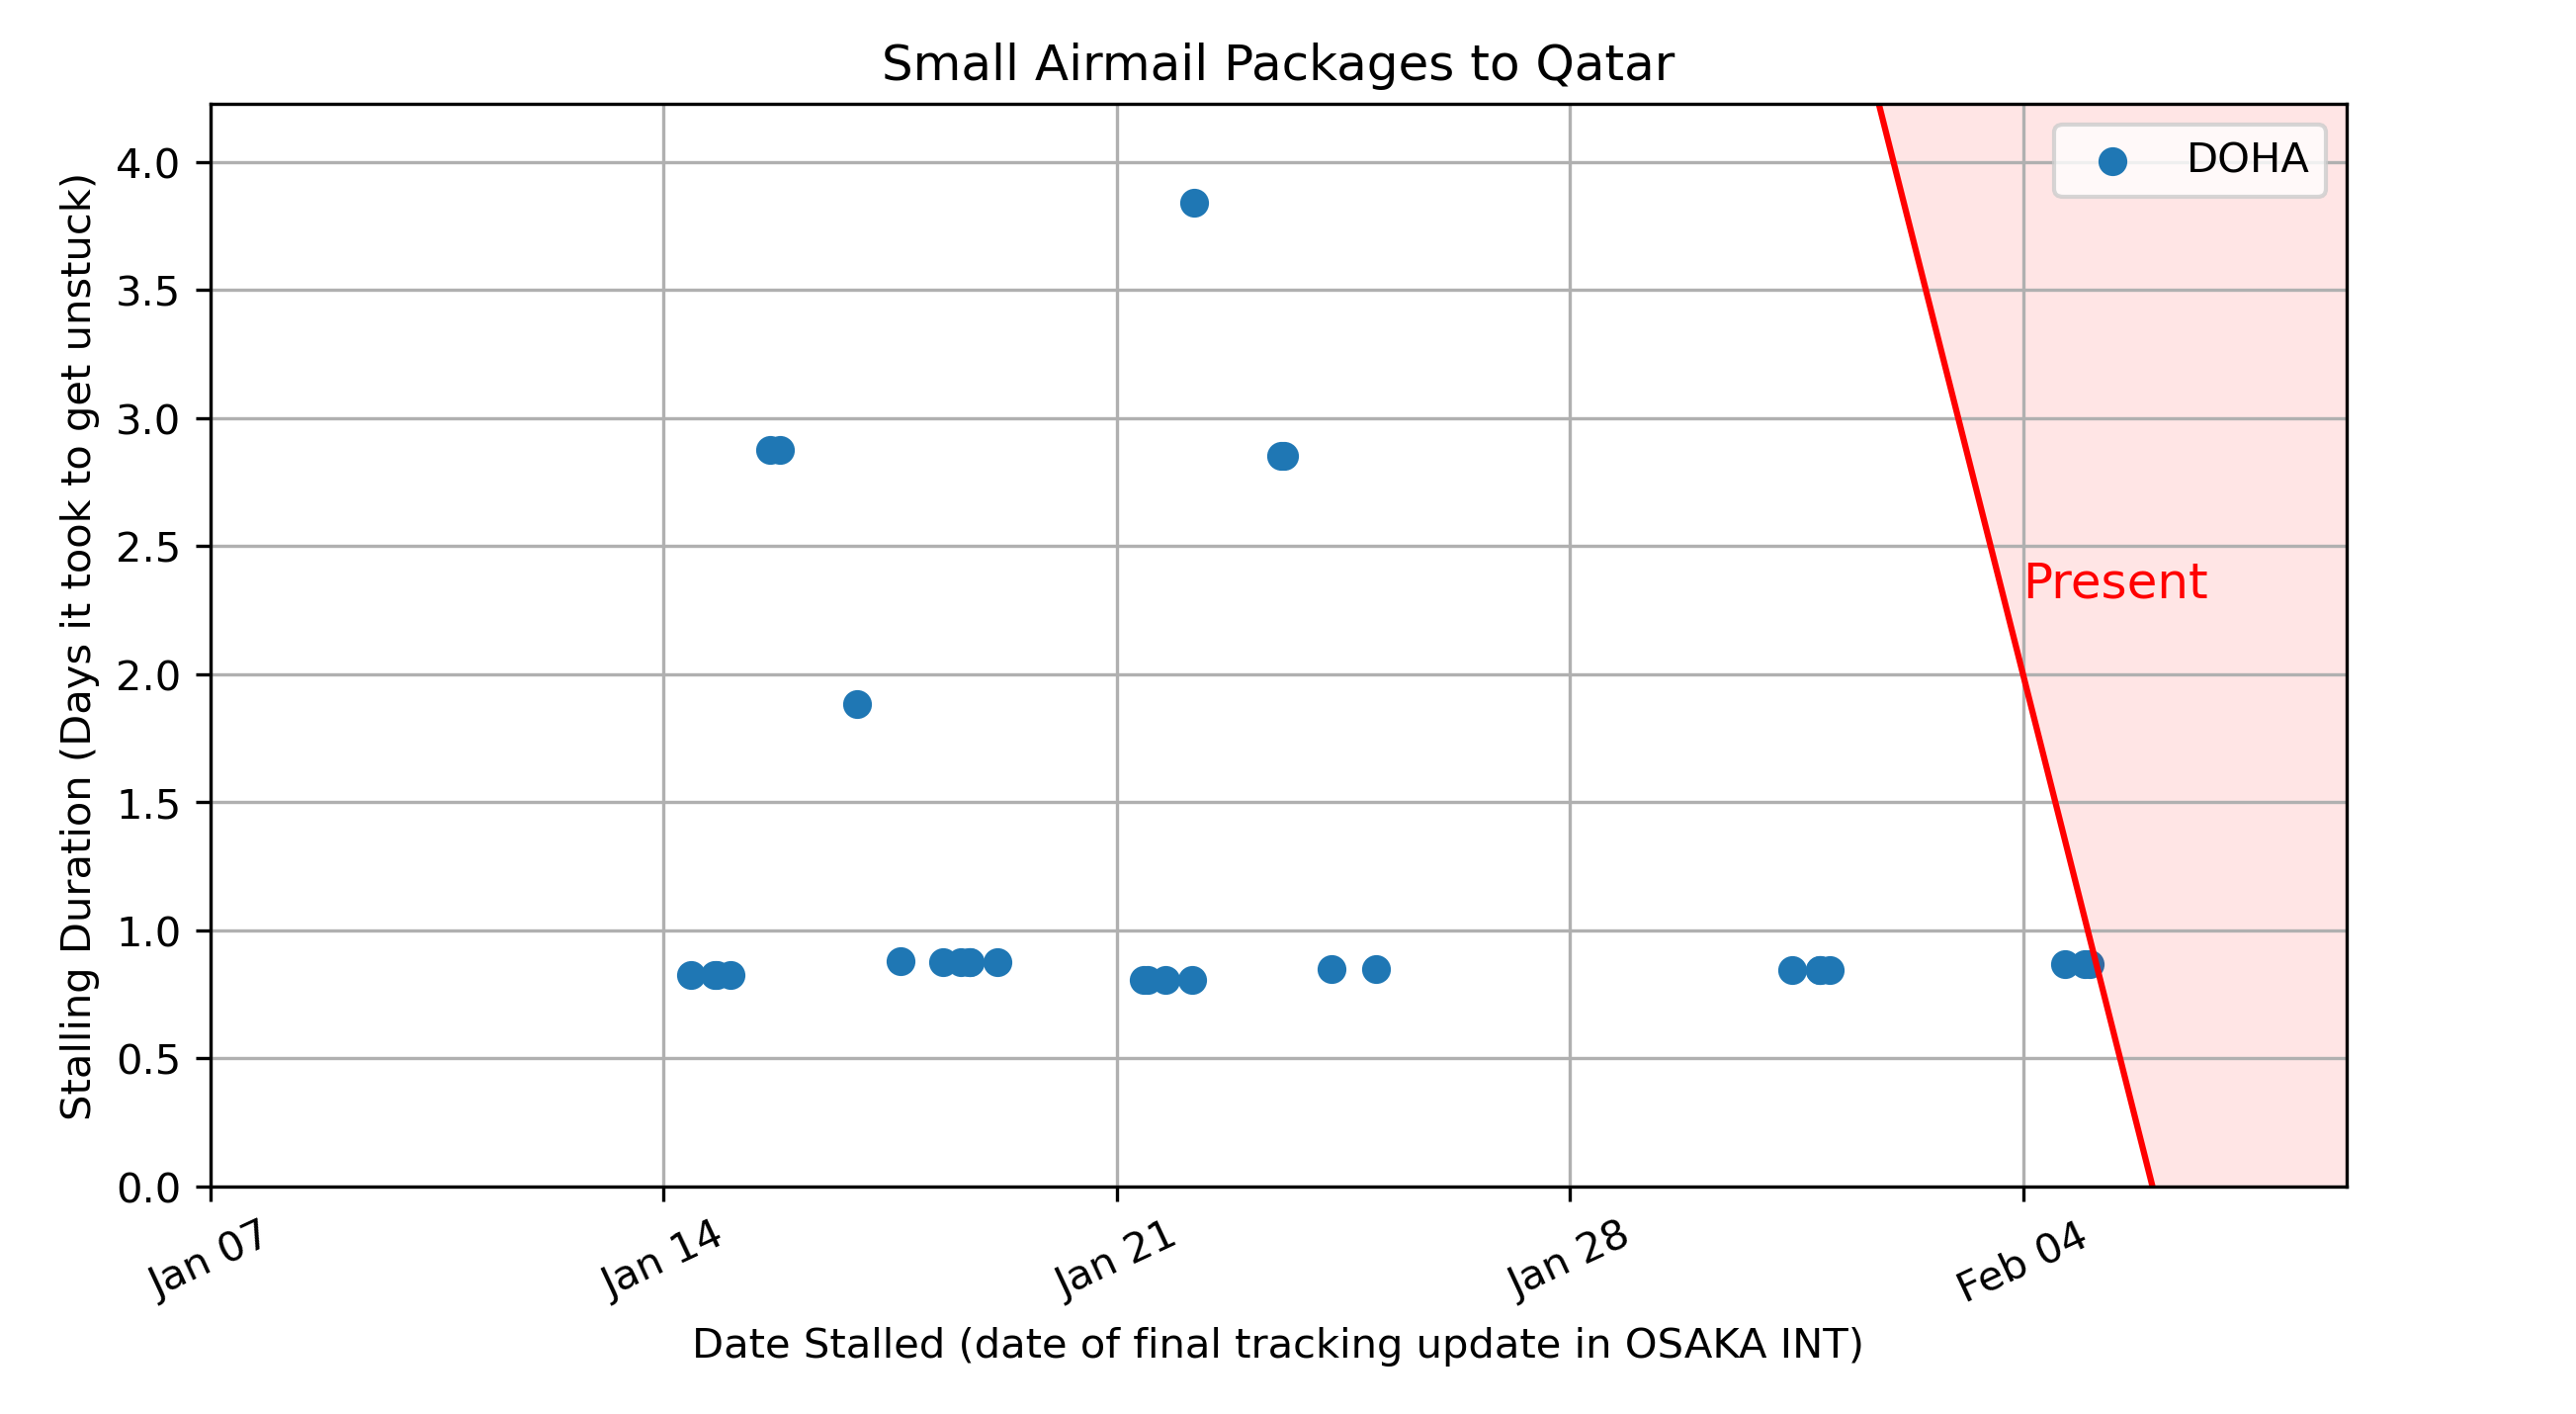 Small Airmail Packages to Qatar
DOHA
Present
Stalling Duration (Days it took to get unstuck)
4.0
3.5
3.0
2.5
2.0
1.5
1.0
0.5
0.0
Jan 07
Jan 14
Jan 21
Jan 28
Feb 04
Date Stalled (date of final tracking update in OSAKA INT)